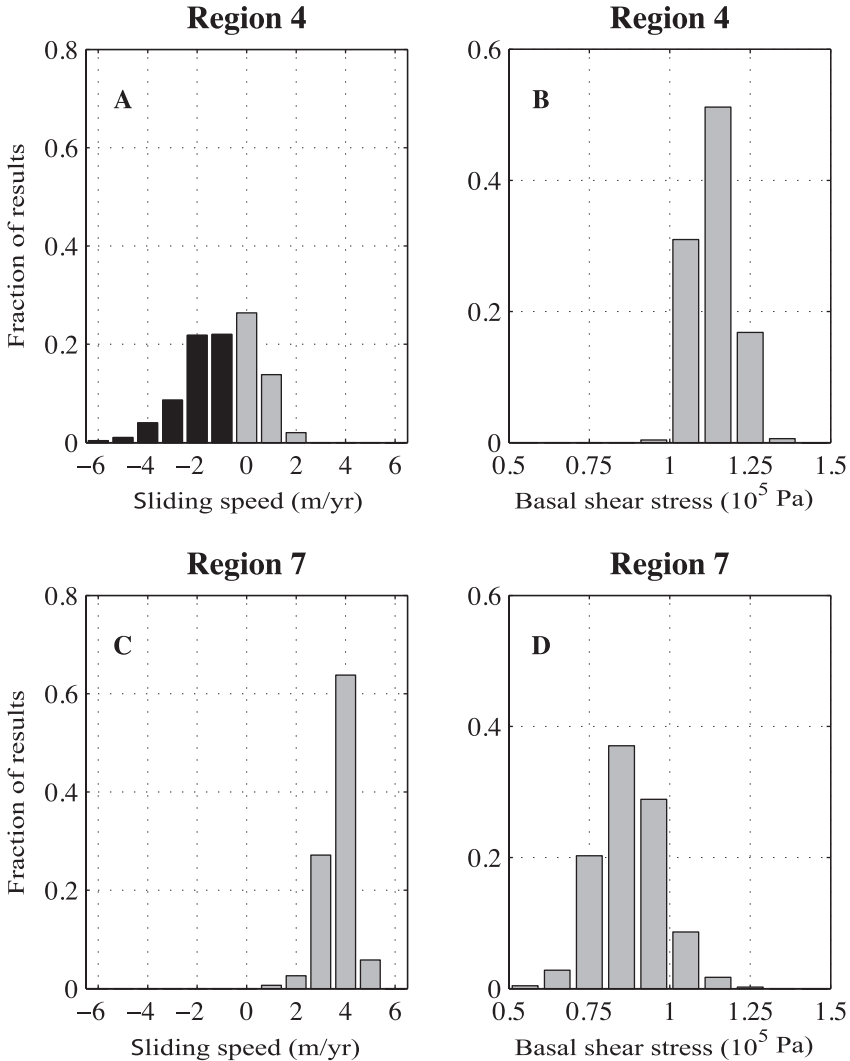 Region 4
0.8
0.6
0.4
0.2
0
Fraction of results
A
−6 −4 −2 0 2 4 6
Sliding speed (m/yr)
Region 4
0.6
0.4
0.2
0
B
0.5 0.75 1 1.25 1.5
Basal shear stress (10⁵ Pa)
Region 7
0.8
0.6
0.4
0.2
0
Fraction of results
C
−6 −4 −2 0 2 4 6
Sliding speed (m/yr)
Region 7
0.6
0.4
0.2
0
D
0.5 0.75 1 1.25 1.5
Basal shear stress (10⁵ Pa)